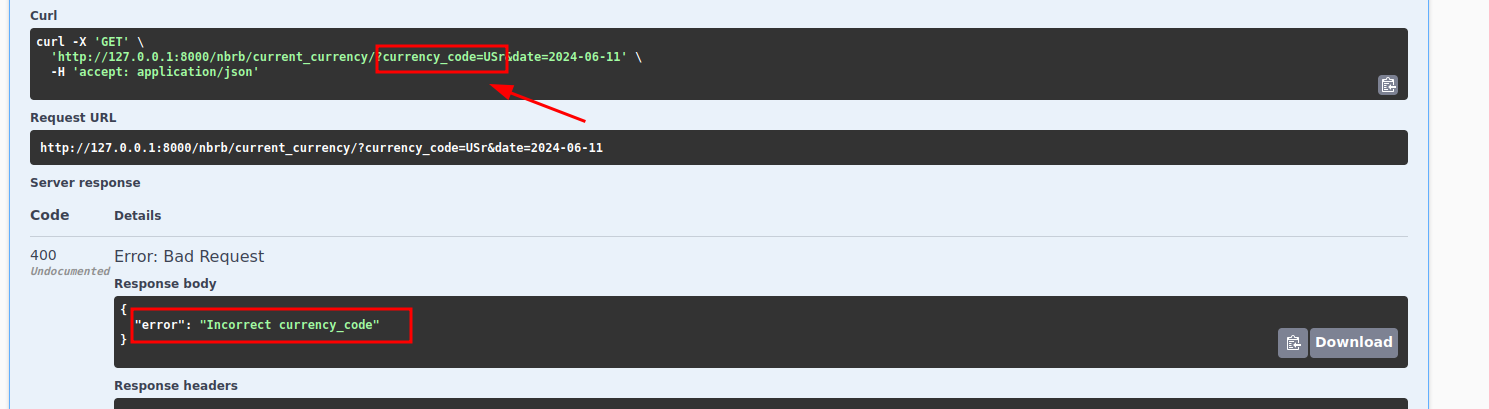 Curl
curl -X 'GET' \
'http://127.0.0.1:8000/nbrb/current_currency/?currency_code=USr&date=2024-06-11' \
-H 'accept: application/json'
Request URL
http://127.0.0.1:8000/nbrb/current_currency/?currency_code=USr&date=2024-06-11
Server response
Code Details
400 Error: Bad Request
Undocumented
Response body
{
"error": "Incorrect currency_code"
}
Download
Response headers